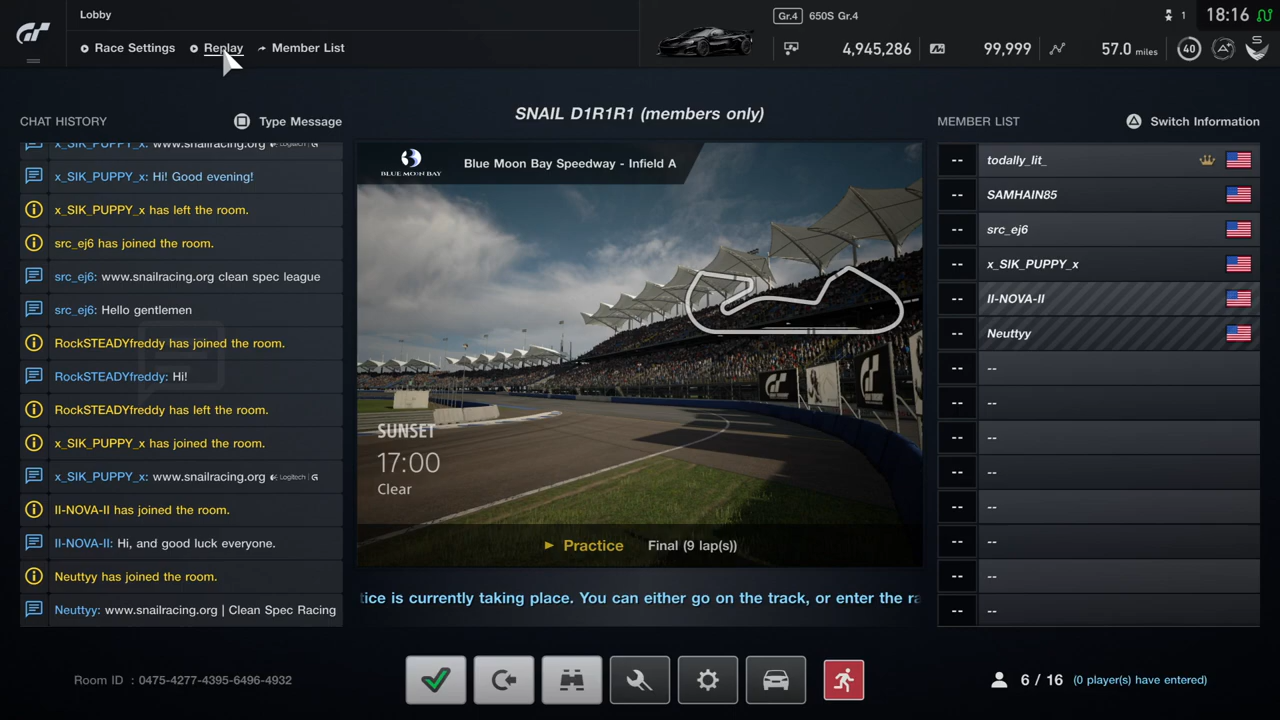 Lobby
Race Settings
Replay
Member List
Gr.4 650S Gr.4
1
18:16
4,945,286
99,999
57.0 miles
40
A+
S
CHAT HISTORY
Type Message
x_SIK_PUPPY_x: www.snailracing.org Logitech G
x_SIK_PUPPY_x: Hi! Good evening!
x_SIK_PUPPY_x has left the room.
src_ej6 has joined the room.
src_ej6: www.snailracing.org clean spec league
src_ej6: Hello gentlemen
RockSTEADYfreddy has joined the room.
RockSTEADYfreddy: Hi!
RockSTEADYfreddy has left the room.
x_SIK_PUPPY_x has joined the room.
x_SIK_PUPPY_x: www.snailracing.org Logitech G
II-NOVA-II has joined the room.
II-NOVA-II: Hi, and good luck everyone.
Neuttyy has joined the room.
Neuttyy: www.snailracing.org | Clean Spec Racing
SNAIL D1R1R1 (members only)
BLUE MOON BAY
Blue Moon Bay Speedway - Infield A
SUNSET
17:00
Clear
Practice Final (9 lap(s))
tice is currently taking place. You can either go on the track, or enter the ra
MEMBER LIST
Switch Information
-- todally_lit_
-- SAMHAIN85
-- src_ej6
-- x_SIK_PUPPY_x
-- II-NOVA-II
-- Neuttyy
-- --
-- --
-- --
-- --
-- --
-- --
-- --
-- --
Room ID : 0475-4277-4395-6496-4932
6 / 16 (0 player(s) have entered)